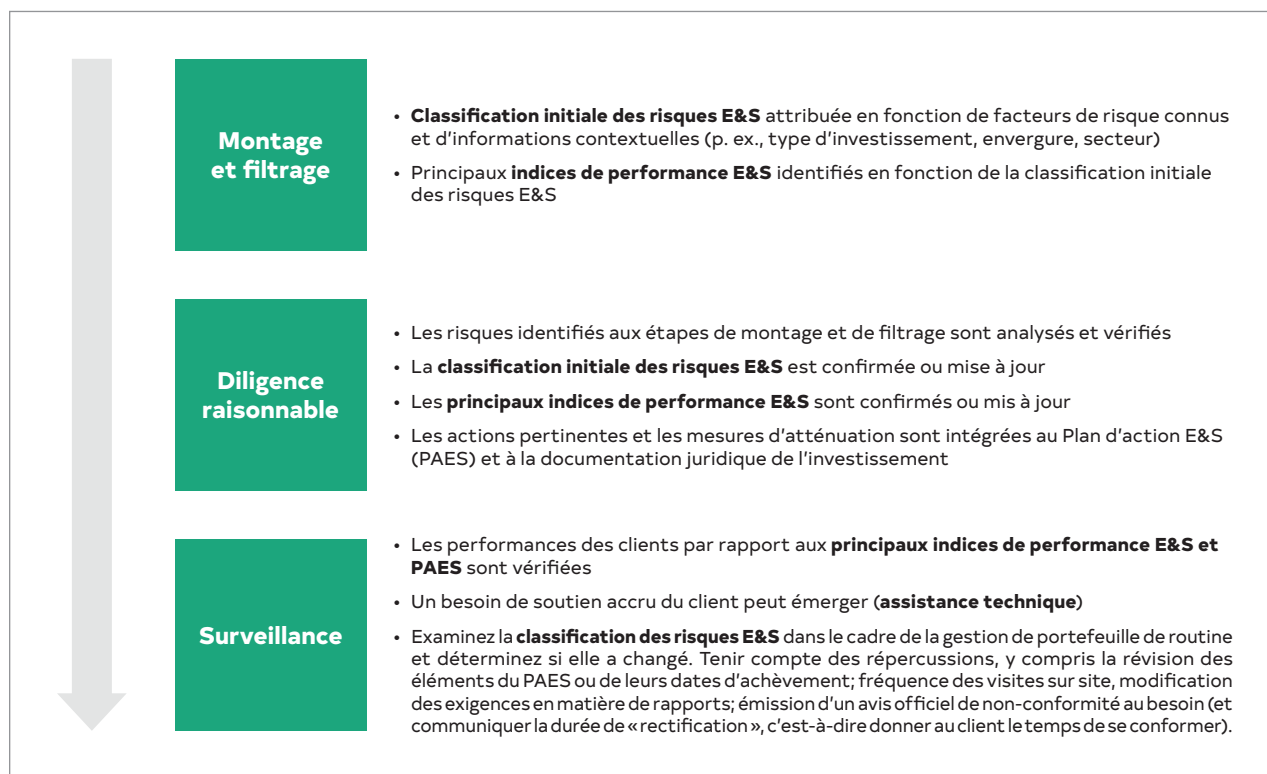 Montage
et filtrage
• Classification initiale des risques E&S attribuée en fonction de facteurs de risque connus
et d’informations contextuelles (p. ex., type d’investissement, envergure, secteur)
• Principaux indices de performance E&S identifiés en fonction de la classification initiale
des risques E&S
Diligence
raisonnable
• Les risques identifiés aux étapes de montage et de filtrage sont analysés et vérifiés
• La classification initiale des risques E&S est confirmée ou mise à jour
• Les principaux indices de performance E&S sont confirmés ou mis à jour
• Les actions pertinentes et les mesures d’atténuation sont intégrées au Plan d’action E&S
(PAES) et à la documentation juridique de l’investissement
Surveillance
• Les performances des clients par rapport aux principaux indices de performance E&S et
PAES sont vérifiées
• Un besoin de soutien accru du client peut émerger (assistance technique)
• Examinez la classification des risques E&S dans le cadre de la gestion de portefeuille de routine
et déterminez si elle a changé. Tenir compte des répercussions, y compris la révision des
éléments du PAES ou de leurs dates d’achèvement; fréquence des visites sur site, modification
des exigences en matière de rapports; émission d’un avis officiel de non-conformité au besoin (et
communiquer la durée de « rectification », c’est-à-dire donner au client le temps de se conformer).